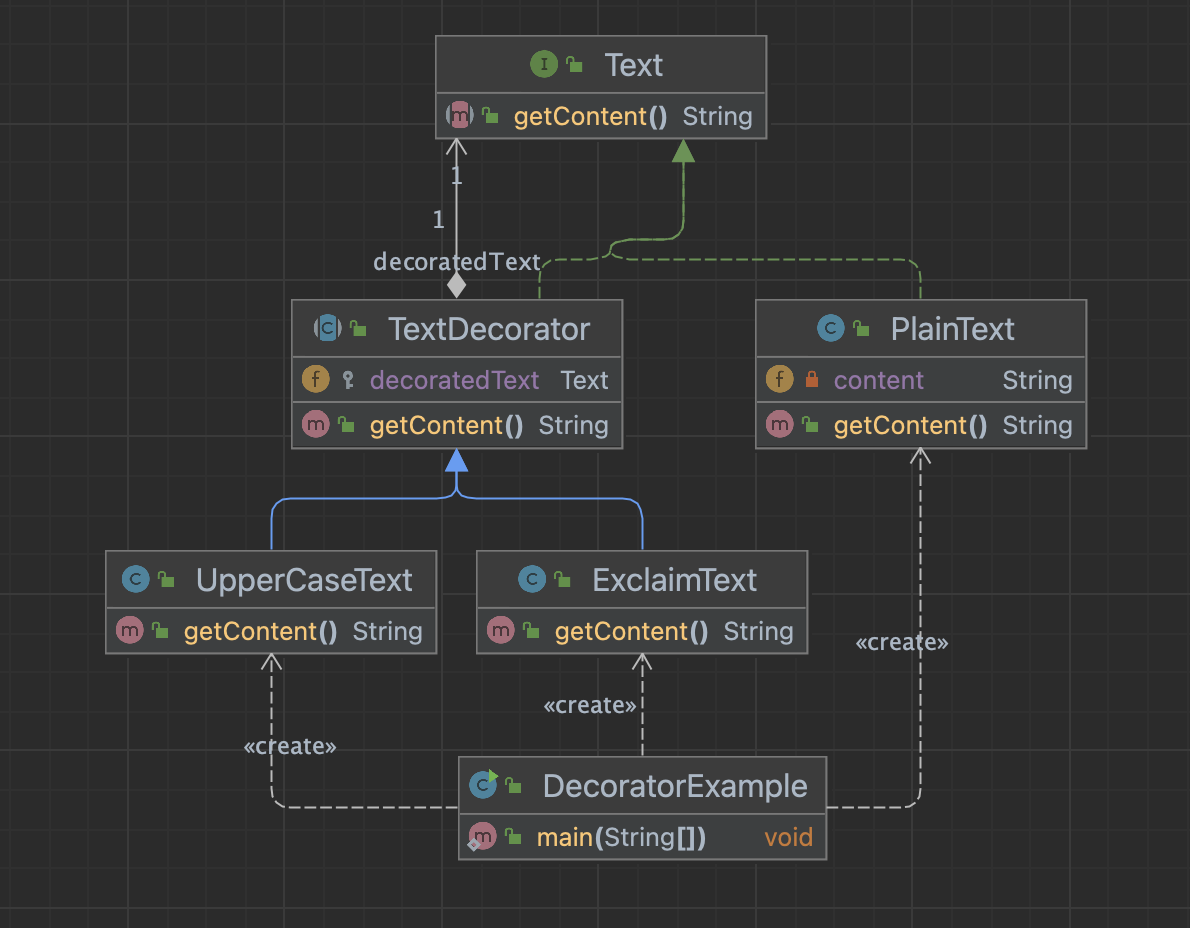 I Text
m getContent() String
1
1
decoratedText
C TextDecorator
f decoratedText Text
m getContent() String
C PlainText
f content String
m getContent() String
C UpperCaseText
m getContent() String
C ExclaimText
m getContent() String
«create»
«create»
«create»
C DecoratorExample
m main(String[]) void